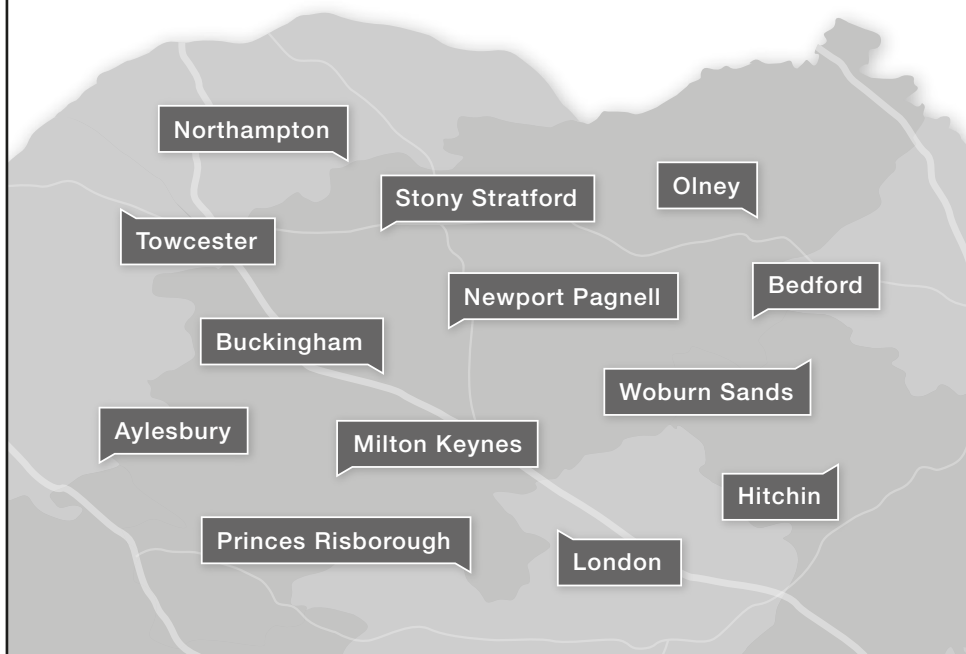 Northampton
Olney
Stony Stratford
Towcester
Bedford
Newport Pagnell
Buckingham
Woburn Sands
Aylesbury
Milton Keynes
Hitchin
Princes Risborough
London